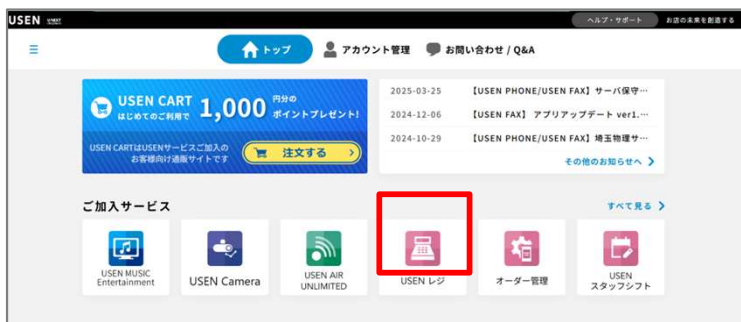 USEN
ヘルプ・サポート
お店の未来を創造する
トップ
アカウント管理
お問い合わせ / Q&A
USEN CART
はじめてのご利用で
1,000
円分の
ポイントプレゼント!
USEN CARTはUSENサービスご加入の
お客様向け通販サイトです
注文する
2025-03-25 【USEN PHONE/USEN FAX】サーバ保守…
2024-12-06 【USEN FAX】 アプリアップデート ver1.…
2024-10-29 【USEN PHONE/USEN FAX】埼玉物理サ…
その他のお知らせへ
ご加入サービス
すべて見る
USEN MUSIC
Entertainment
USEN Camera
USEN AIR
UNLIMITED
USEN レジ
オーダー管理
USEN
スタッフシフト